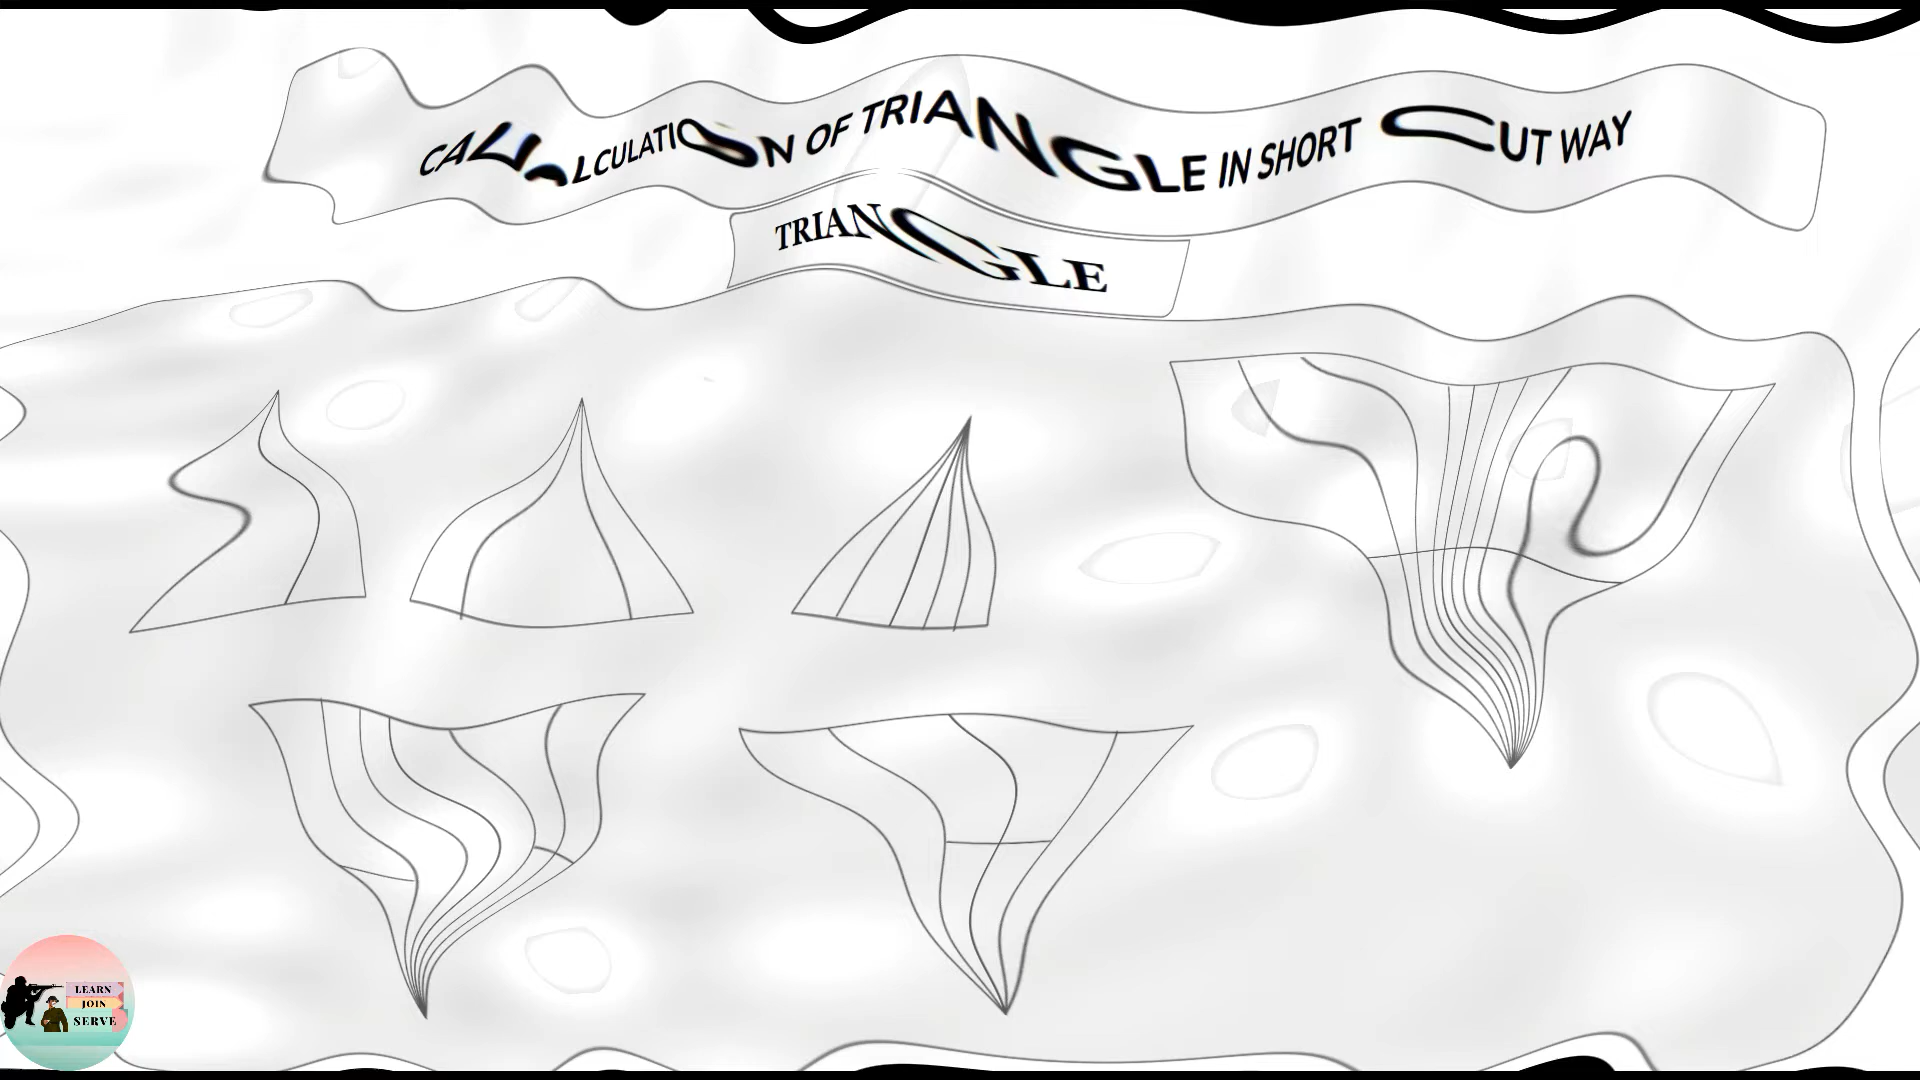 CALCULATION OF TRIANGLE IN SHORT CUT WAY
TRIANGLE
LEARN
JOIN
SERVE